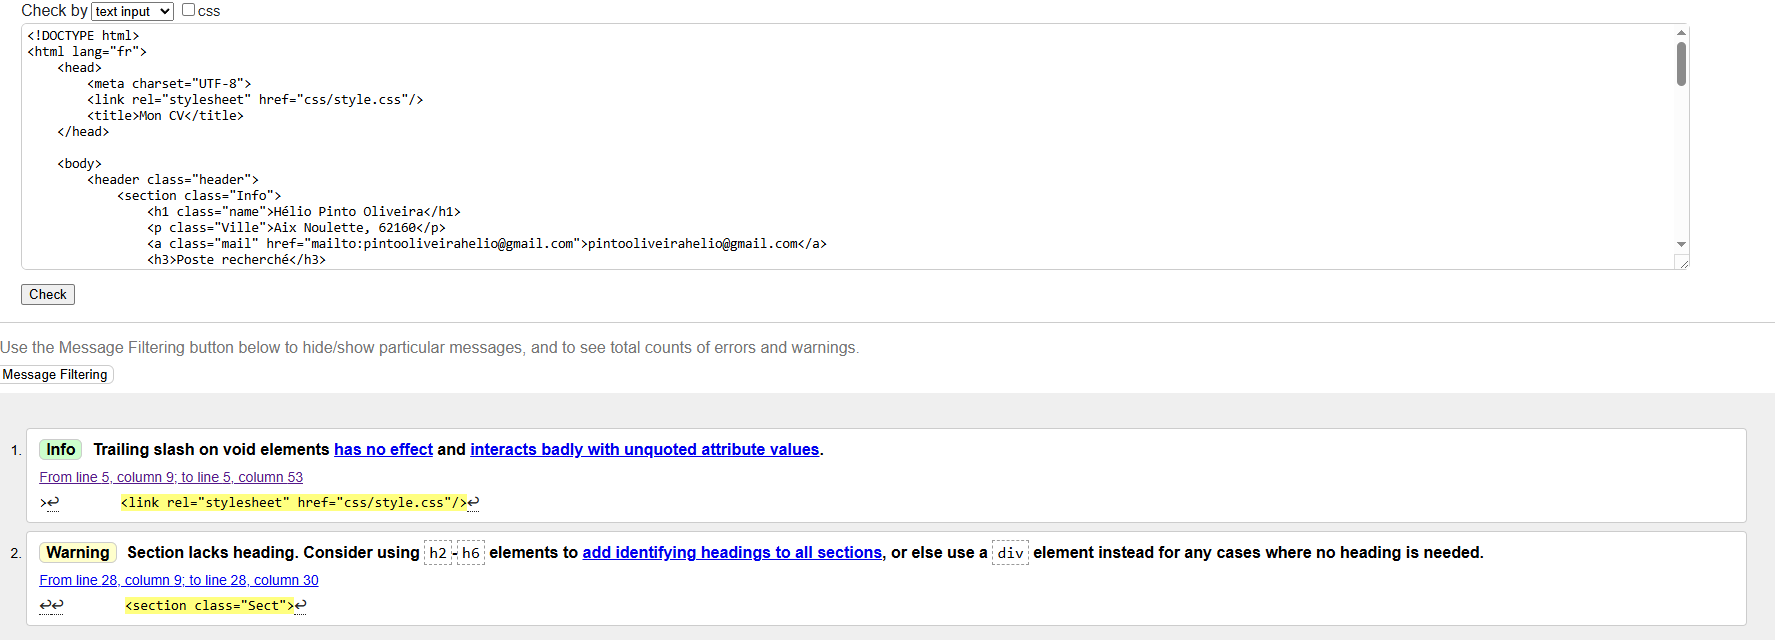 Check by text input css
<!DOCTYPE html>
<html lang="fr">
<head>
<meta charset="UTF-8">
<link rel="stylesheet" href="css/style.css"/>
<title>Mon CV</title>
</head>
<body>
<header class="header">
<section class="Info">
<h1 class="name">Hélio Pinto Oliveira</h1>
<p class="Ville">Aix Noulette, 62160</p>
<a class="mail" href="mailto:pintooliveirahelio@gmail.com">pintooliveirahelio@gmail.com</a>
<h3>Poste recherché</h3>
Check
Use the Message Filtering button below to hide/show particular messages, and to see total counts of errors and warnings.
Message Filtering
1. Info Trailing slash on void elements has no effect and interacts badly with unquoted attribute values.
From line 5, column 9; to line 5, column 53
>↩ <link rel="stylesheet" href="css/style.css"/>↩
2. Warning Section lacks heading. Consider using h2-h6 elements to add identifying headings to all sections, or else use a div element instead for any cases where no heading is needed.
From line 28, column 9; to line 28, column 30
↩↩ <section class="Sect">↩